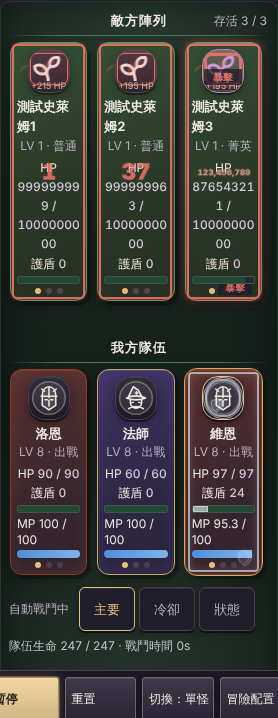 敵方陣列
存活 3 / 3
+215 HP
測試史萊
姆1
LV 1 · 普通
HP
1
99999999
9 /
10000000
00
護盾 0
+195 HP
測試史萊
姆2
LV 1 · 普通
HP
37
99999996
3 /
10000000
00
護盾 0
暴擊
+195 HP
測試史萊
姆3
LV 1 · 菁英
HP
123,456,789
87654321
1 /
10000000
00
護盾 0
暴擊
我方隊伍
洛恩
LV 8 · 出戰
HP 90 / 90
護盾 0
MP 100 /
100
法師
LV 8 · 出戰
HP 60 / 60
護盾 0
MP 100 /
100
維恩
LV 8 · 出戰
HP 97 / 97
護盾 24
MP 95.3 /
100
自動戰鬥中
主要
冷卻
狀態
隊伍生命 247 / 247 · 戰鬥時間 0s
暫停
重置
切換：單怪
冒險配置